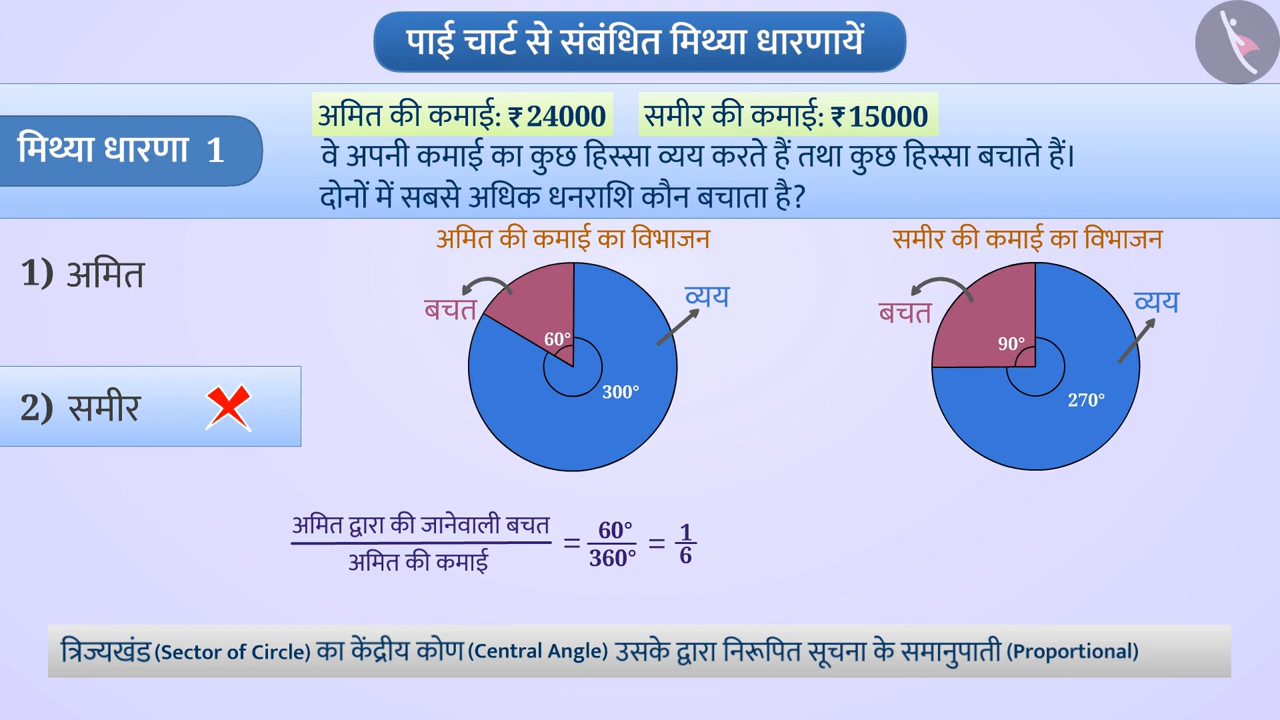 पाई चार्ट से संबंधित मिथ्या धारणायें
मिथ्या धारणा 1
अमित की कमाई: ₹24000 समीर की कमाई: ₹15000
वे अपनी कमाई का कुछ हिस्सा व्यय करते हैं तथा कुछ हिस्सा बचाते हैं।
दोनों में सबसे अधिक धनराशि कौन बचाता है?
1) अमित
2) समीर
अमित की कमाई का विभाजन
बचत
व्यय
60°
300°
समीर की कमाई का विभाजन
बचत
व्यय
90°
270°
अमित द्वारा की जानेवाली बचत
अमित की कमाई
= 60°/360° = 1/6
त्रिज्यखंड (Sector of Circle) का केंद्रीय कोण (Central Angle) उसके द्वारा निरूपित सूचना के समानुपाती (Proportional)